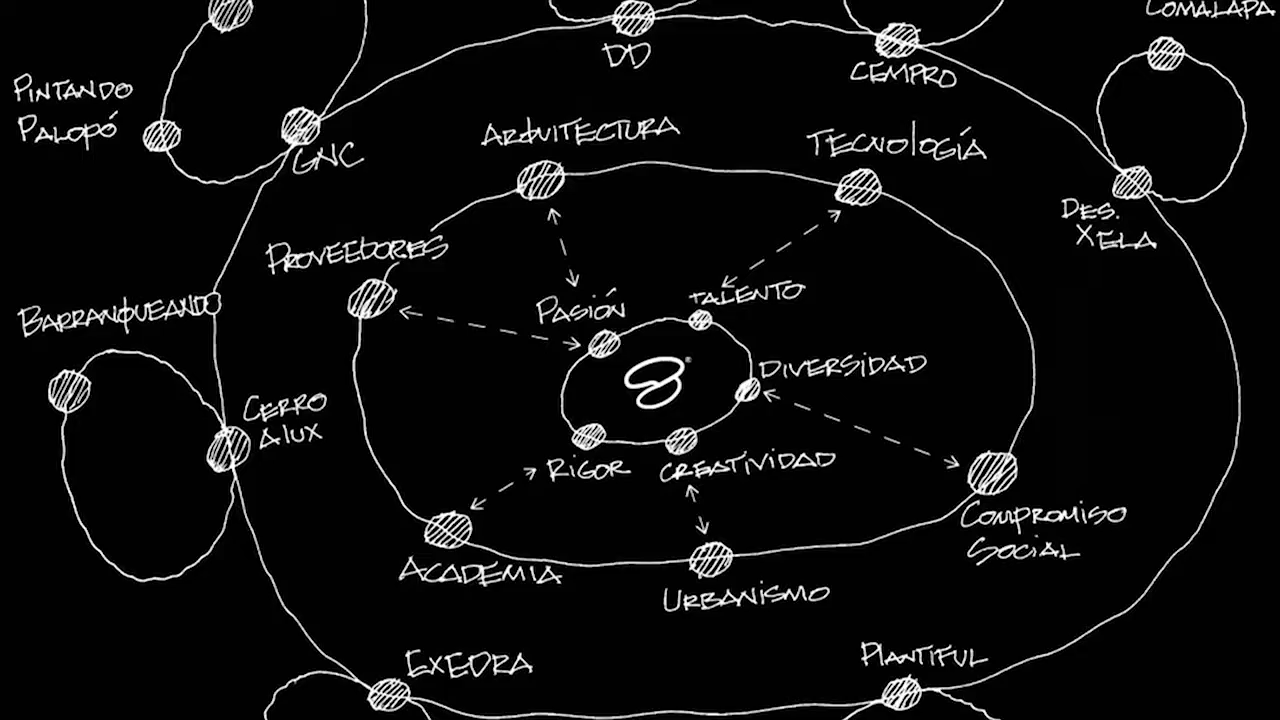 COMALAPA
DD
CEMPRO
PINTANDO
PALOPÓ
GNC
ARQUITECTURA
TECNOLOGÍA
DES.
XELA
PROVEEDORES
BARRANQUEANDO
PASIÓN
TALENTO
DIVERSIDAD
CERRO
ALUX
RIGOR
CREATIVIDAD
COMPROMISO
SOCIAL
ACADEMIA
URBANISMO
EXEDRA
PLANTIFUL